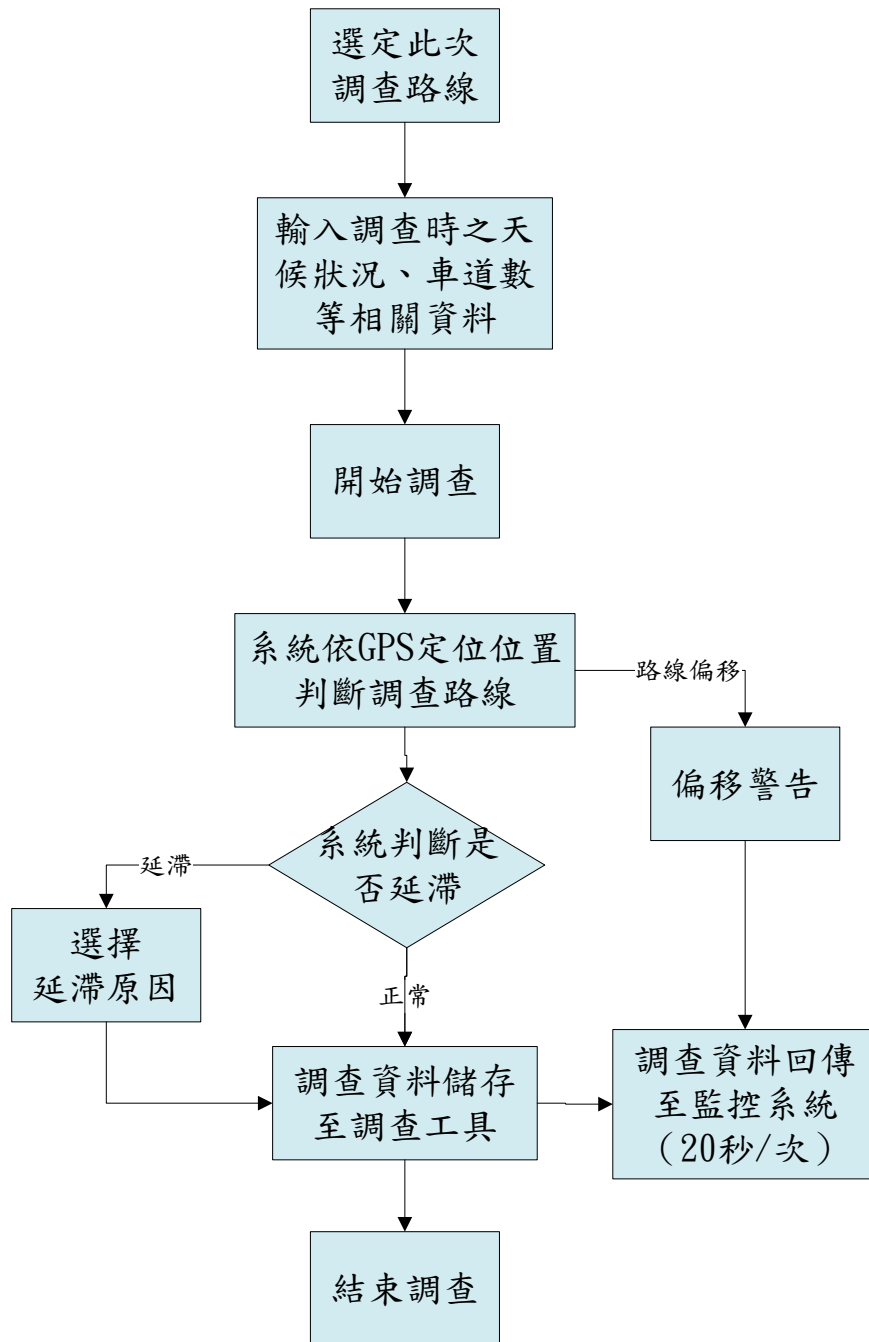 選定此次
調查路線
輸入調查時之天
候狀況、車道數
等相關資料
開始調查
系統依GPS定位位置
判斷調查路線
路線偏移
偏移警告
系統判斷是
否延滯
延滯
選擇
延滯原因
正常
調查資料儲存
至調查工具
調查資料回傳
至監控系統
（20秒/次）
結束調查